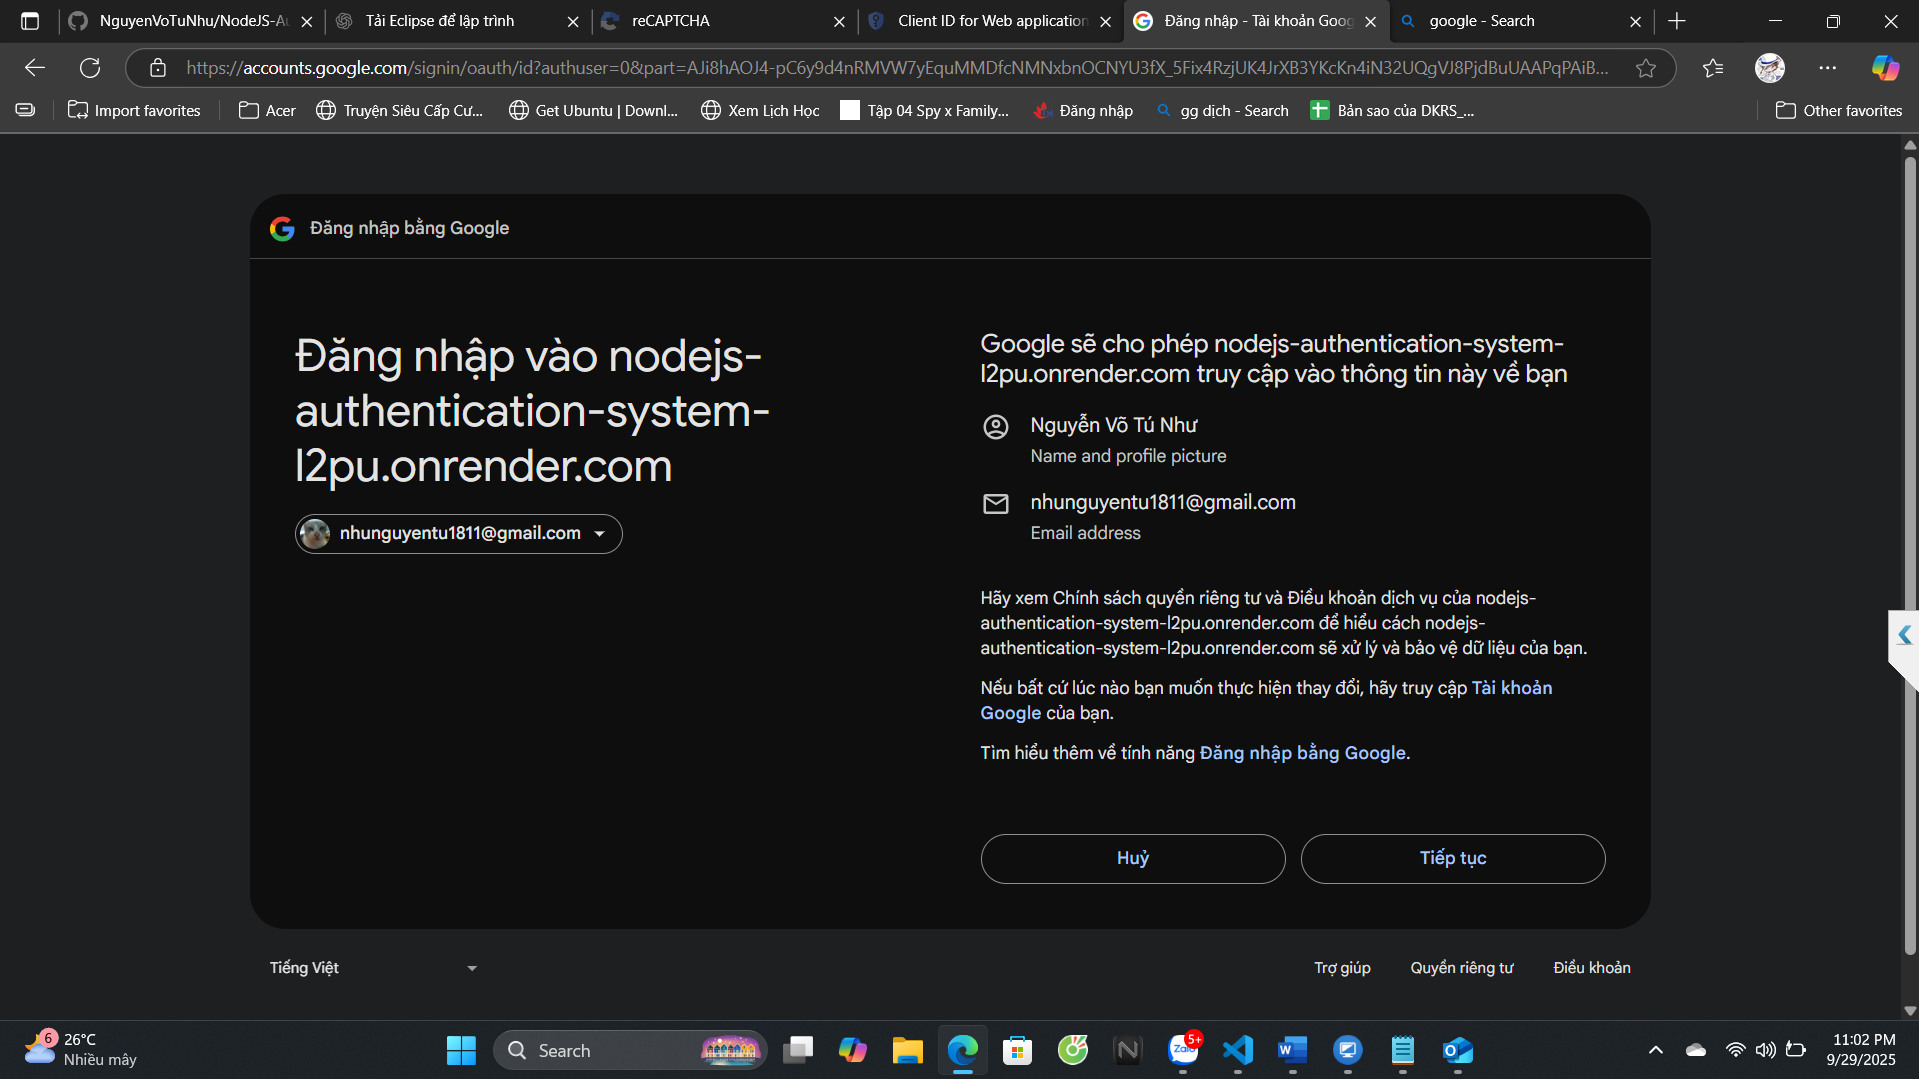 NguyenVoTuNhu/NodeJS-Au
Tải Eclipse để lập trình
reCAPTCHA
Client ID for Web application
Đăng nhập - Tài khoản Goog
google - Search
https://accounts.google.com/signin/oauth/id?authuser=0&part=AJi8hAOJ4-pC6y9d4nRMVW7yEquMMDfcNMNxbnOCNYU3fX_5Fix4RzjUK4JrXB3YKcKn4iN32UQgVJ8PjdBuUAAPqPAiB...
Import favorites
Acer
Truyện Siêu Cấp Cư...
Get Ubuntu | Downl...
Xem Lịch Học
Tập 04 Spy x Family...
Đăng nhập
gg dịch - Search
Bản sao của DKRS_...
Other favorites
Đăng nhập bằng Google
Đăng nhập vào nodejs-
authentication-system-
l2pu.onrender.com
nhunguyentu1811@gmail.com
Google sẽ cho phép nodejs-authentication-system-
l2pu.onrender.com truy cập vào thông tin này về bạn
Nguyễn Võ Tú Như
Name and profile picture
nhunguyentu1811@gmail.com
Email address
Hãy xem Chính sách quyền riêng tư và Điều khoản dịch vụ của nodejs-
authentication-system-l2pu.onrender.com để hiểu cách nodejs-
authentication-system-l2pu.onrender.com sẽ xử lý và bảo vệ dữ liệu của bạn.
Nếu bất cứ lúc nào bạn muốn thực hiện thay đổi, hãy truy cập Tài khoản
Google của bạn.
Tìm hiểu thêm về tính năng Đăng nhập bằng Google.
Huỷ
Tiếp tục
Tiếng Việt
Trợ giúp
Quyền riêng tư
Điều khoản
6
26°C
Nhiều mây
Search
Zalo
5+
11:02 PM
9/29/2025